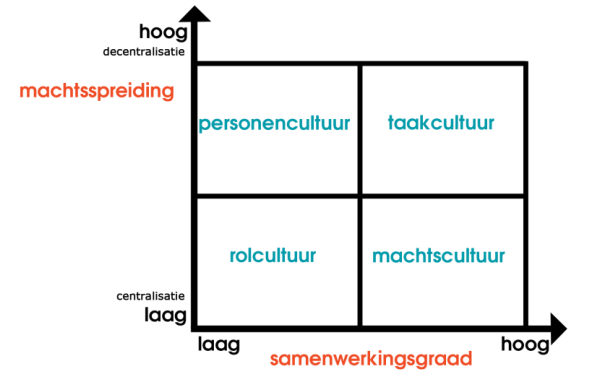 hoog
decentralisatie
machtsspreiding
personencultuur
taakcultuur
rolcultuur
machtscultuur
centralisatie
laag
laag
hoog
samenwerkingsgraad